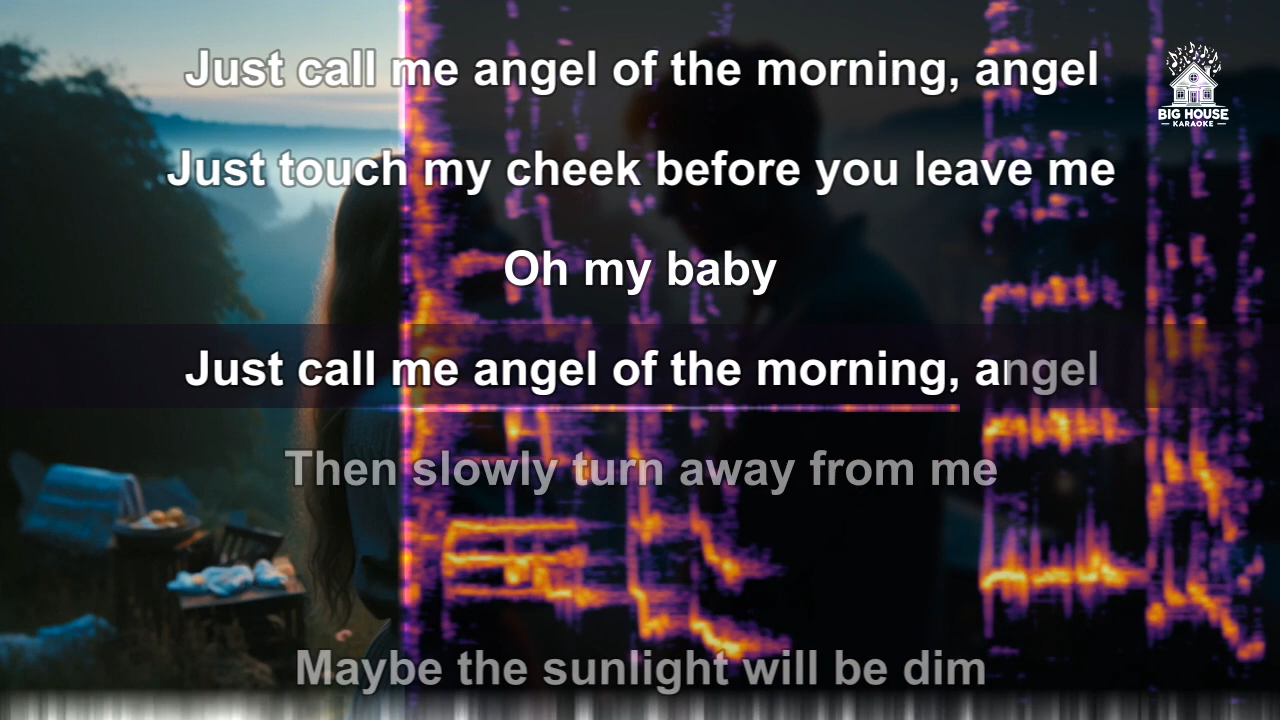 Just call me angel of the morning, angel
BIG HOUSE
KARAOKE
Just touch my cheek before you leave me
Oh my baby
Just call me angel of the morning, angel
Then slowly turn away from me
Maybe the sunlight will be dim